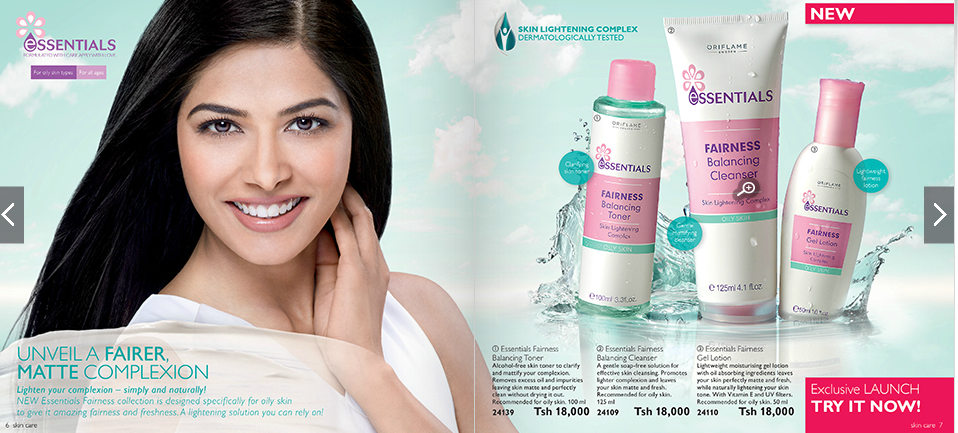 ESSENTIALS
For oily skin types For all ages
UNVEIL A FAIRER,
MATTE COMPLEXION
Lighten your complexion – simply and naturally!
NEW Essentials Fairness collection is designed specifically for oily skin
to give it amazing fairness and freshness. A lightening solution you can rely on!
6 skin care
SKIN LIGHTENING COMPLEX
DERMATOLOGICALLY TESTED
NEW
①
ORIFLAME
ESSENTIALS
FAIRNESS
Balancing
Toner
Skin Lightening
Complex
OILY SKIN
℮100ml 3.3fl.oz.
Clarifying
skin toner
②
ORIFLAME
SWEDEN
ESSENTIALS
FAIRNESS
Balancing
Cleanser
Skin Lightening Complex
OILY SKIN
℮125ml 4.1 fl.oz.
Gentle
mattifying
cleanser
③
ORIFLAME
ESSENTIALS
FAIRNESS
Gel Lotion
Skin Lightening
Complex
OILY SKIN
Lightweight
fairness
lotion
① Essentials Fairness
Balancing Toner
Alcohol-free skin toner to clarify
and mattify your complexion.
Removes excess oil and impurities
leaving skin matte and perfectly
clean without drying it out.
Recommended for oily skin. 100 ml
24139 Tsh 18,000
② Essentials Fairness
Balancing Cleanser
A gentle soap-free solution for
effective skin cleansing. Promotes
lighter complexion and leaves
your skin matte and fresh.
Recommended for oily skin.
125 ml
24109 Tsh 18,000
③ Essentials Fairness
Gel Lotion
Lightweight moisturising gel lotion
with oil absorbing ingredients leaves
your skin perfectly matte and fresh,
while naturally lightening your skin
tone. With Vitamin E and UV filters.
Recommended for oily skin. 50 ml
24110 Tsh 18,000
Exclusive LAUNCH
TRY IT NOW!
skin care 7